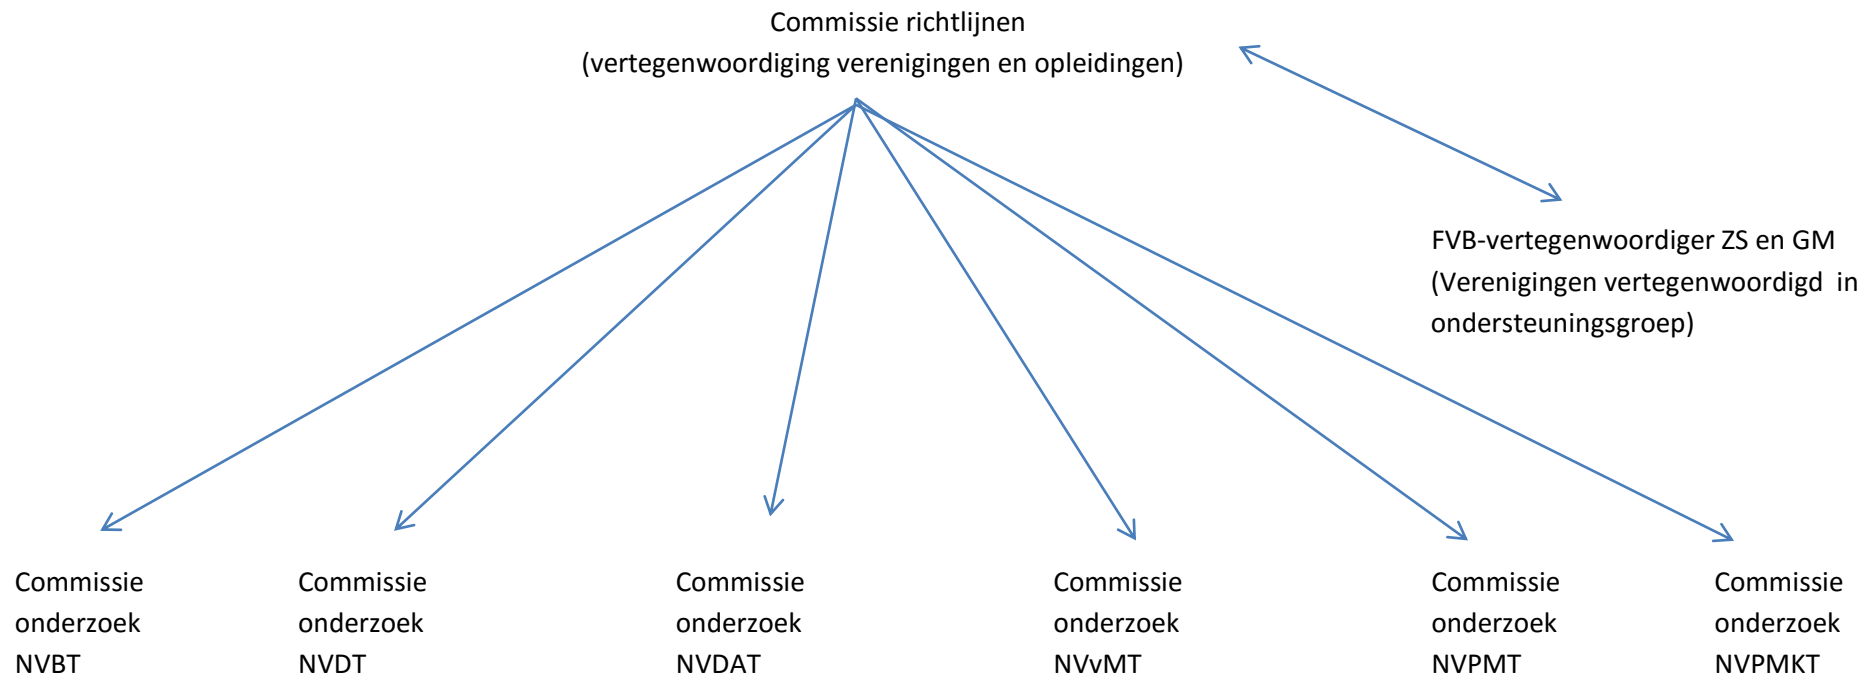 Commissie richtlijnen
(vertegenwoordiging verenigingen en opleidingen)
FVB-vertegenwoordiger ZS en GM
(Verenigingen vertegenwoordigd in
ondersteuningsgroep)
Commissie
onderzoek
NVBT
Commissie
onderzoek
NVDT
Commissie
onderzoek
NVDAT
Commissie
onderzoek
NVvMT
Commissie
onderzoek
NVPMT
Commissie
onderzoek
NVPMKT